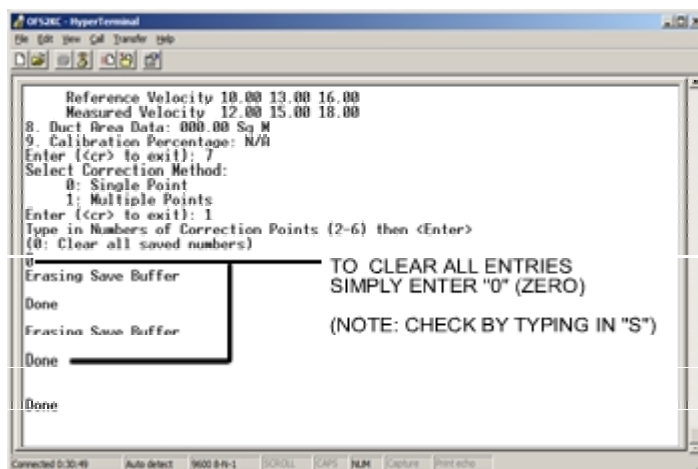 OFS2KC - HyperTerminal
File Edit View Call Transfer Help
Reference Velocity 10.00 13.00 16.00
Measured Velocity 12.00 15.00 18.00
8. Duct Area Data: 000.00 Sq M
9. Calibration Percentage: N/A
Enter (<cr> to exit): 7
Select Correction Method:
0: Single Point
1: Multiple Points
Enter (<cr> to exit): 1
Type in Numbers of Correction Points (2-6) then <Enter>
(0: Clear all saved numbers)
0
Erasing Save Buffer
Done
Erasing Save Buffer
Done
Done
TO CLEAR ALL ENTRIES
SIMPLY ENTER "0" (ZERO)
(NOTE: CHECK BY TYPING IN "S")
Connected 0:30:49 Auto detect 9600 8-N-1 SCROLL CAPS NUM Capture Print echo